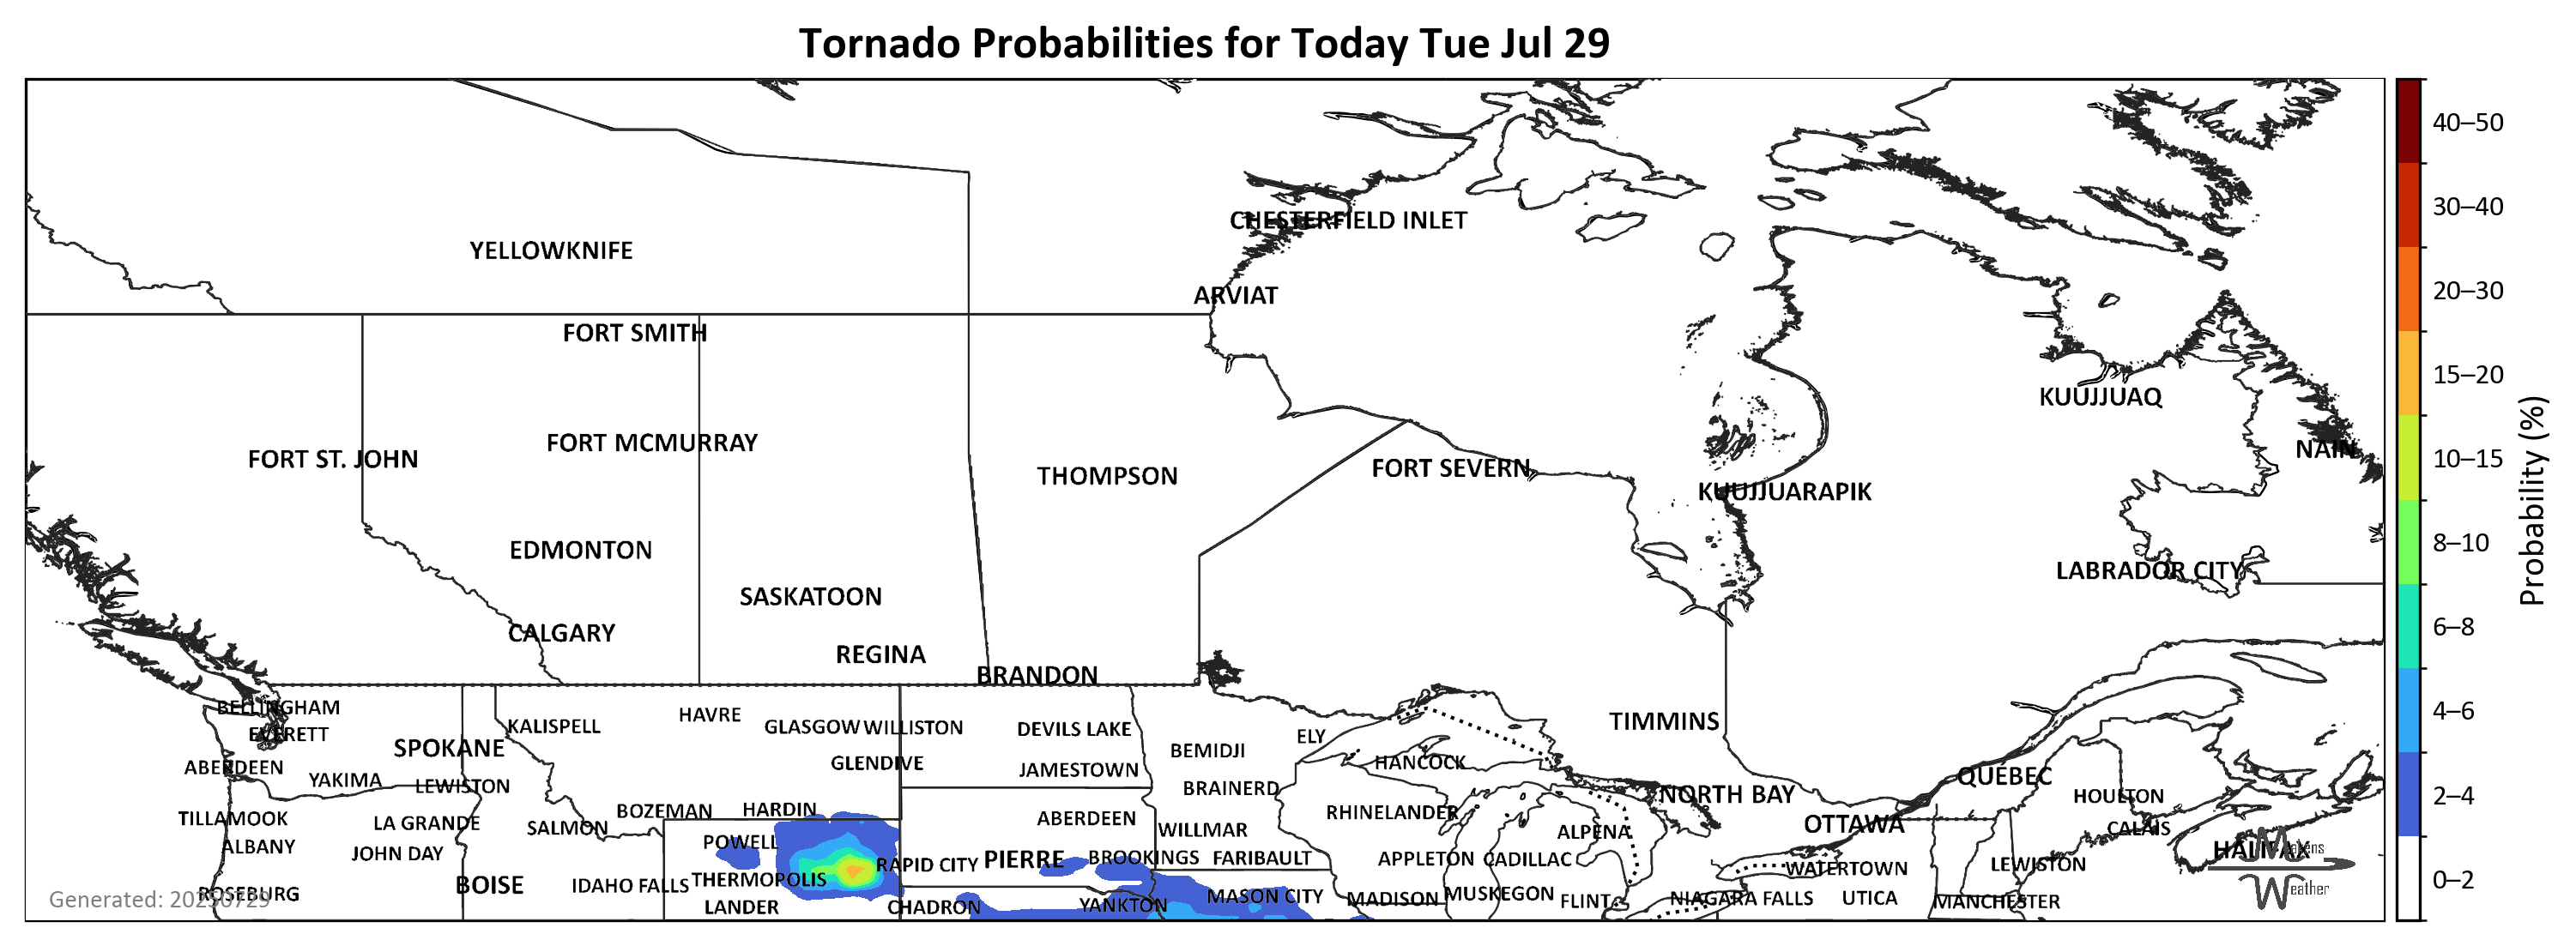 Tornado Probabilities for Today Tue Jul 29
40–50
30–40
20–30
15–20
10–15
8–10
6–8
4–6
2–4
0–2
Probability (%)
CHESTERFIELD INLET
YELLOWKNIFE
ARVIAT
FORT SMITH
KUUJJUAQ
FORT MCMURRAY
NAIN
FORT ST. JOHN
FORT SEVERN
THOMPSON
KUUJJUARAPIK
EDMONTON
LABRADOR CITY
SASKATOON
CALGARY
REGINA
BRANDON
BELLINGHAM
HAVRE
TIMMINS
KALISPELL
GLASGOW
WILLISTON
DEVILS LAKE
EVERETT
ELY
SPOKANE
BEMIDJI
GLENDIVE
HANCOCK
ABERDEEN
JAMESTOWN
QUÉBEC
YAKIMA
LEWISTON
BRAINERD
NORTH BAY
HOULTON
BOZEMAN
HARDIN
RHINELANDER
TILLAMOOK
LA GRANDE
SALMON
ABERDEEN
WILLMAR
ALPENA
OTTAWA
CALAIS
ALBANY
JOHN DAY
POWELL
HALIFAX
RAPID CITY
PIERRE
BROOKINGS
FARIBAULT
APPLETON
CADILLAC
WATERTOWN
LEWISTON
BOISE
IDAHO FALLS
THERMOPOLIS
ROSEBURG
LANDER
CHADRON
YANKTON
MASON CITY
MADISON
MUSKEGON
FLINT
NIAGARA FALLS
UTICA
MANCHESTER
Generated: 20250729
Weather